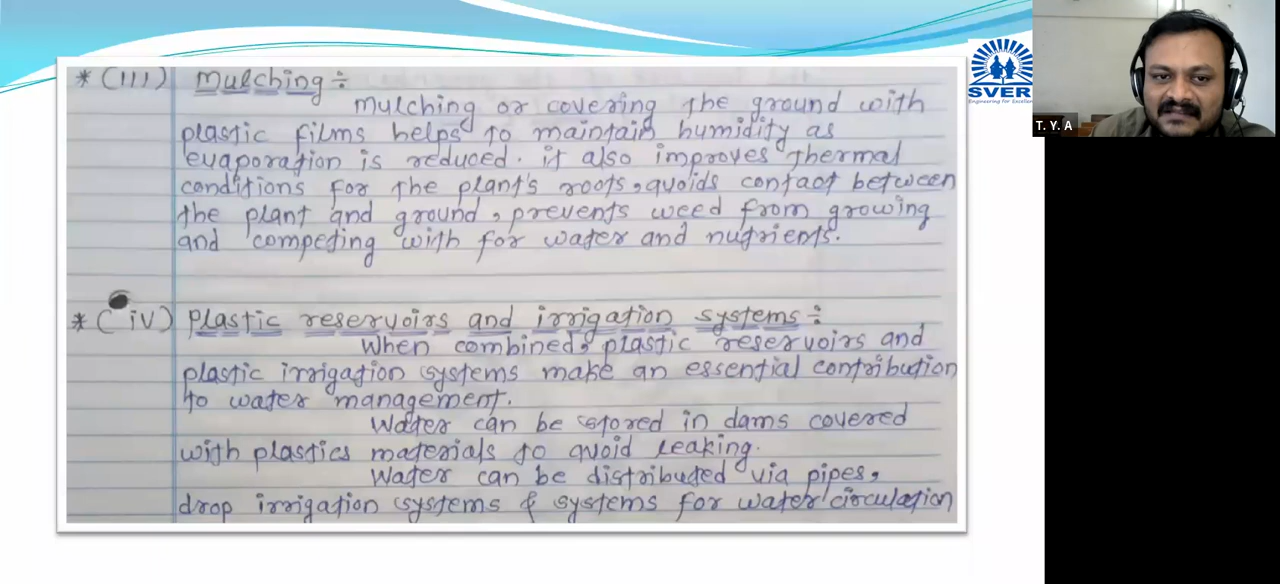 * (III) Mulching :-
Mulching or covering the ground with
plastic films helps to maintain humidity as
evaporation is reduced. it also improves thermal
conditions for the plant's roots, avoids contact between
the plant and ground, prevents weed from growing
and competing with for water and nutrients.
* (iv) Plastic reservoirs and irrigation systems :-
When combined, plastic reservoirs and
plastic irrigation systems make an essential contribution
to water management.
Water can be stored in dams covered
with plastics materials to avoid leaking.
Water can be distributed via pipes,
drop irrigation systems & systems for water circulation
SVER
Engineering for Excellen
T. Y. A